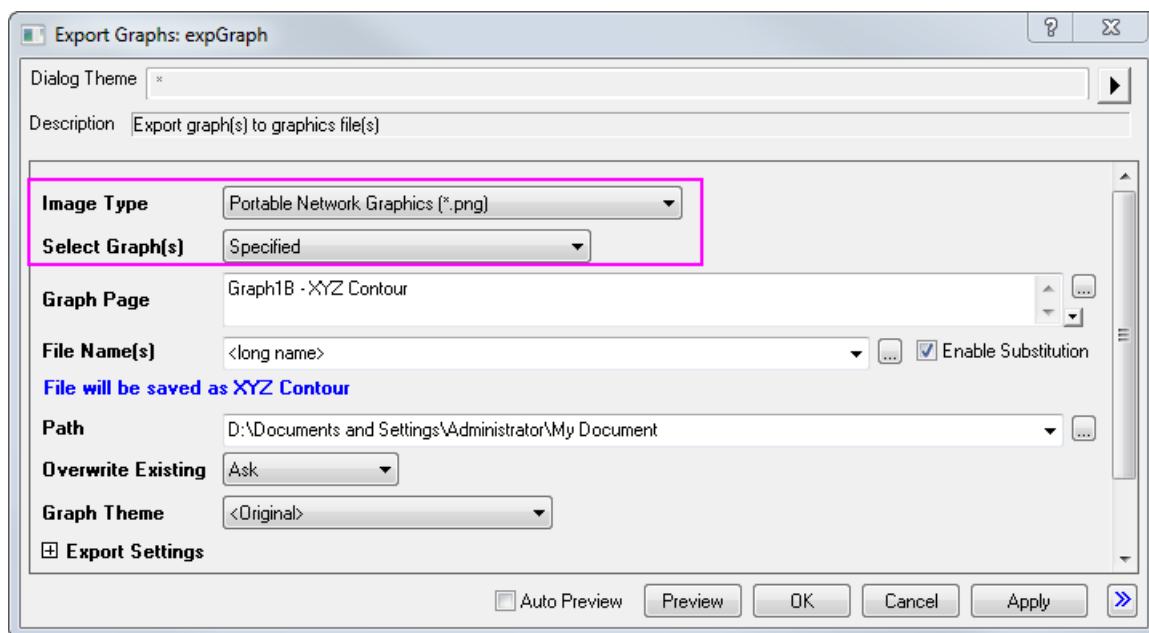 Export Graphs: expGraph
Dialog Theme *
Description Export graph(s) to graphics file(s)
Image Type Portable Network Graphics (*.png)
Select Graph(s) Specified
Graph Page Graph1B - XYZ Contour ...
File Name(s) <long name> ... Enable Substitution
File will be saved as XYZ Contour
Path D:\Documents and Settings\Administrator\My Document ...
Overwrite Existing Ask
Graph Theme <Original>
Export Settings
Auto Preview Preview OK Cancel Apply